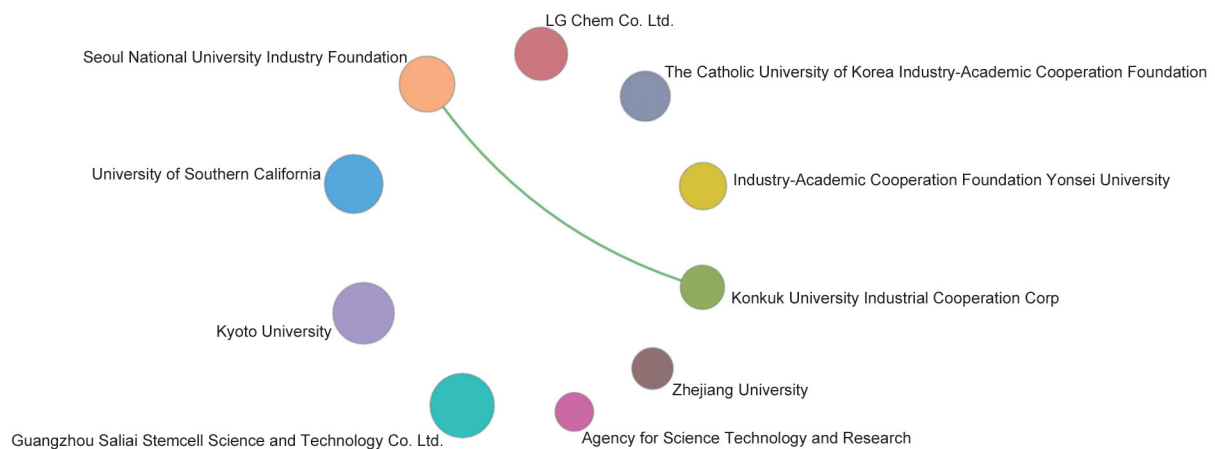 LG Chem Co. Ltd.
Seoul National University Industry Foundation
The Catholic University of Korea Industry-Academic Cooperation Foundation
University of Southern California
Industry-Academic Cooperation Foundation Yonsei University
Konkuk University Industrial Cooperation Corp
Kyoto University
Zhejiang University
Guangzhou Saliai Stemcell Science and Technology Co. Ltd.
Agency for Science Technology and Research